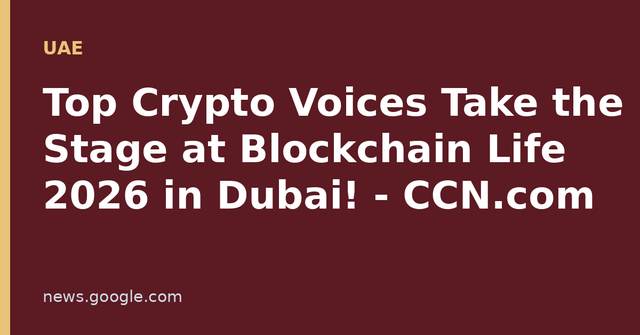 UAE
Top Crypto Voices Take the
Stage at Blockchain Life
2026 in Dubai! - CCN.com
news.google.com